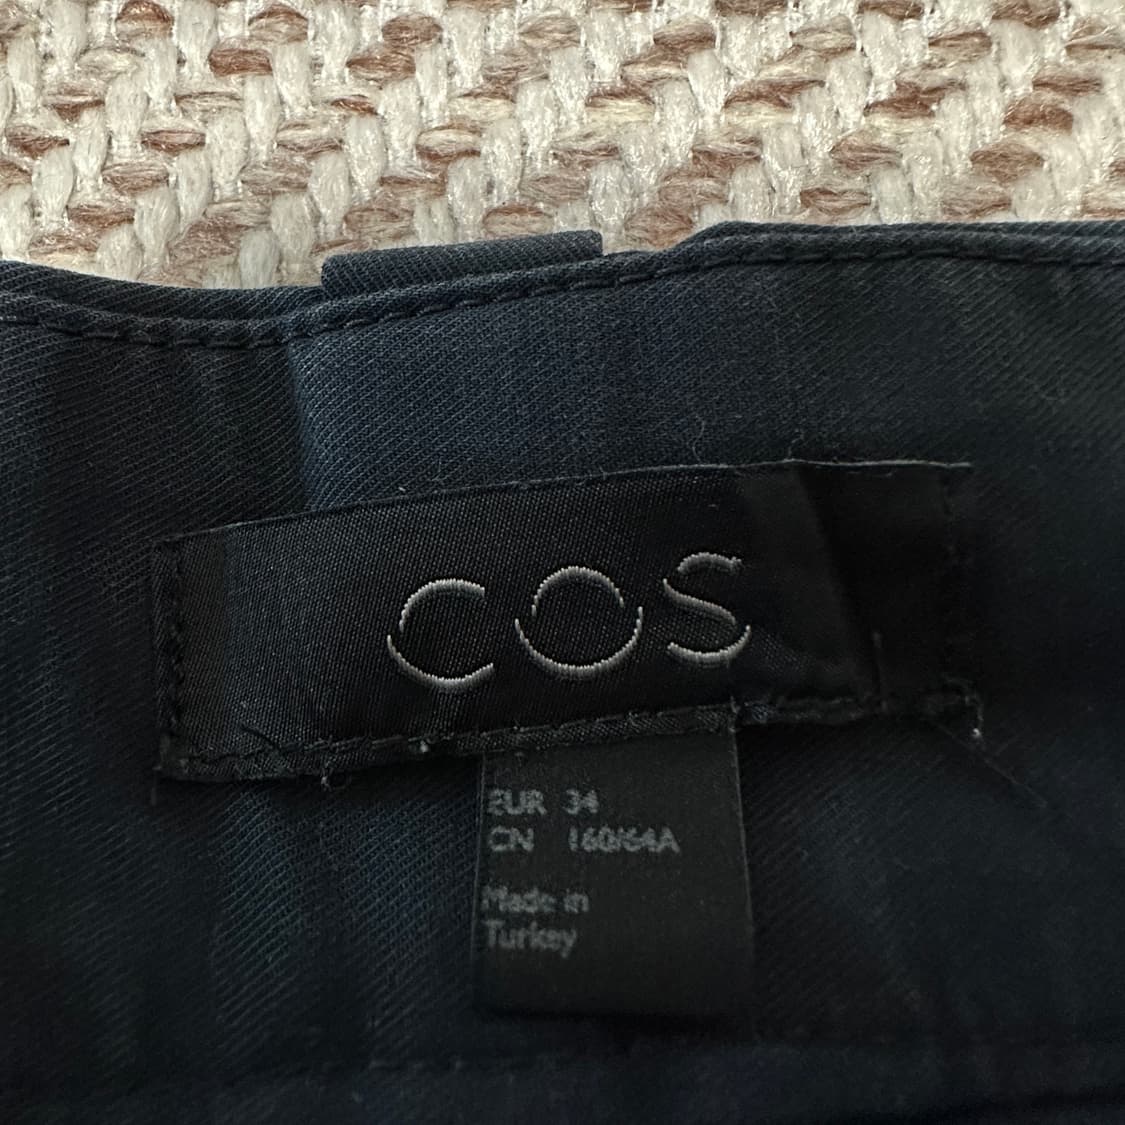 COS
EUR 34
CN 160/64A
Made in
Turkey